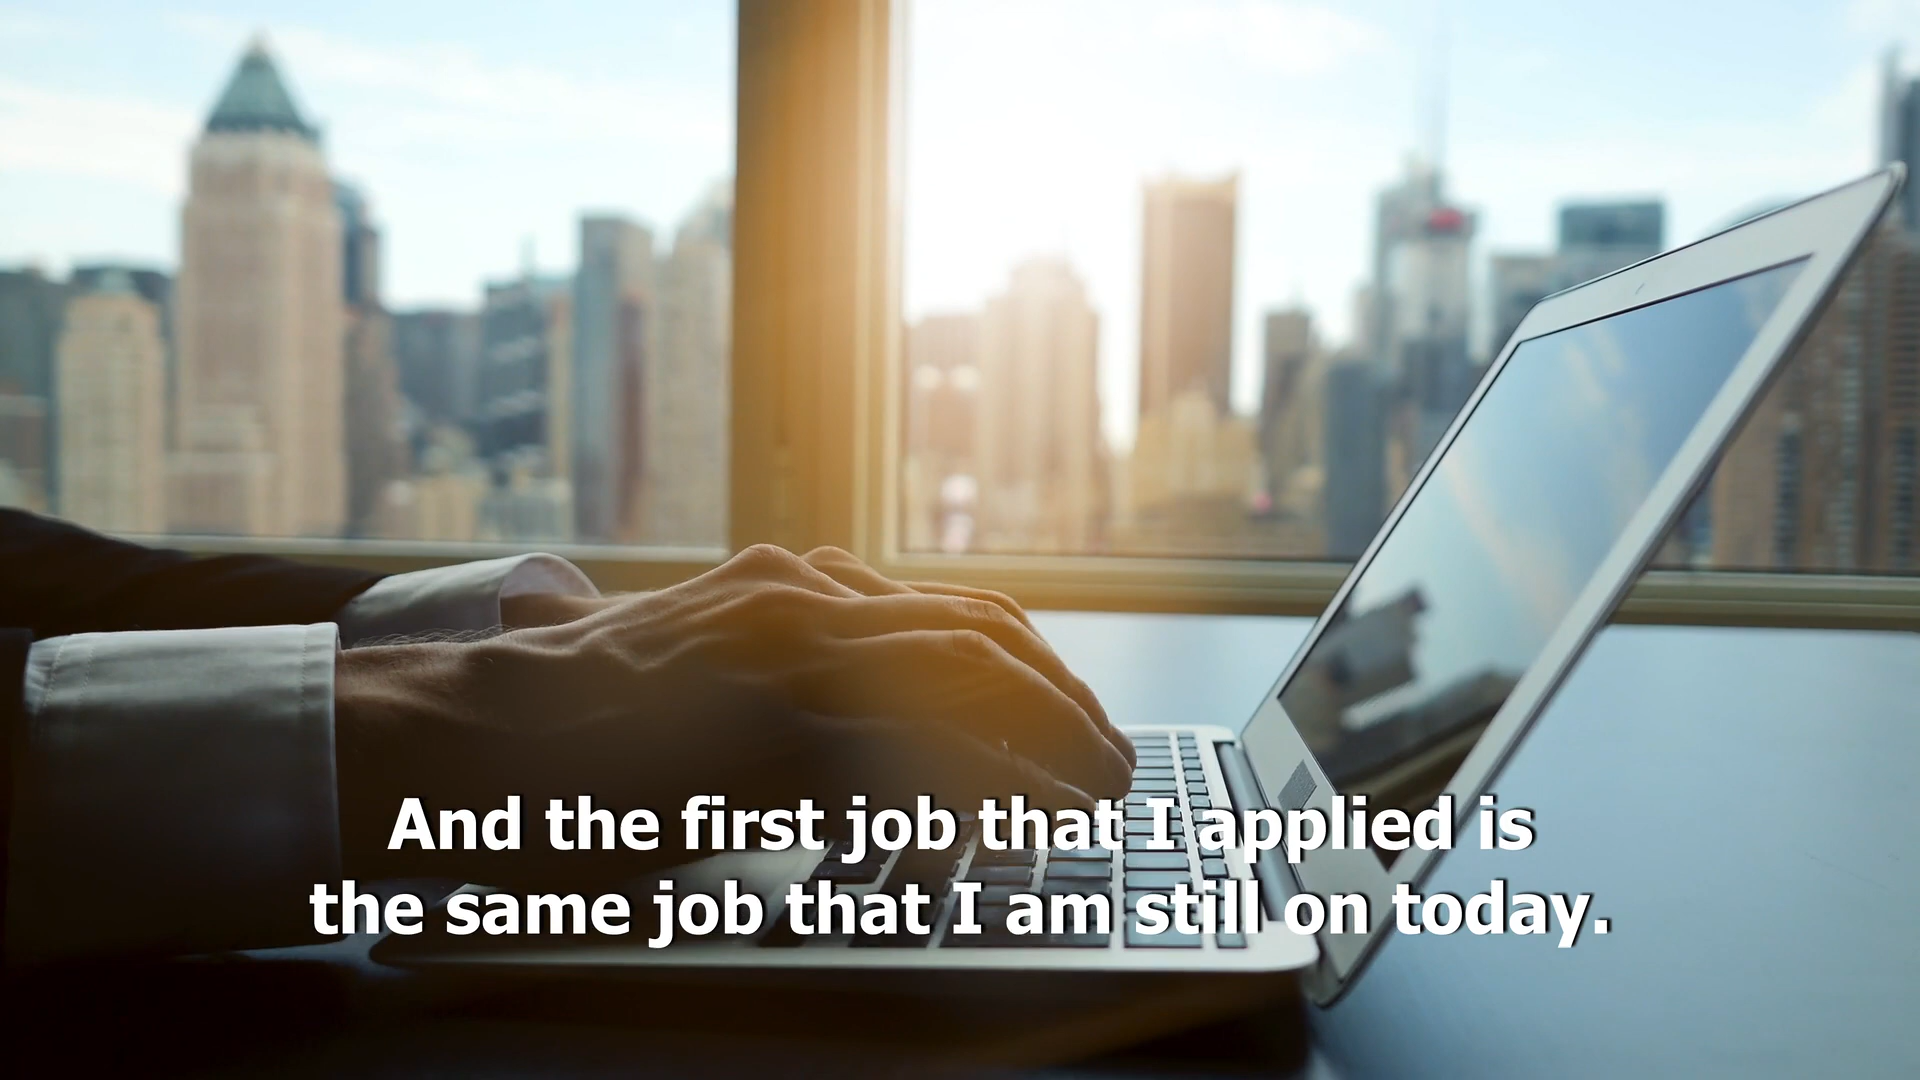 And the first job that I applied is
the same job that I am still on today.